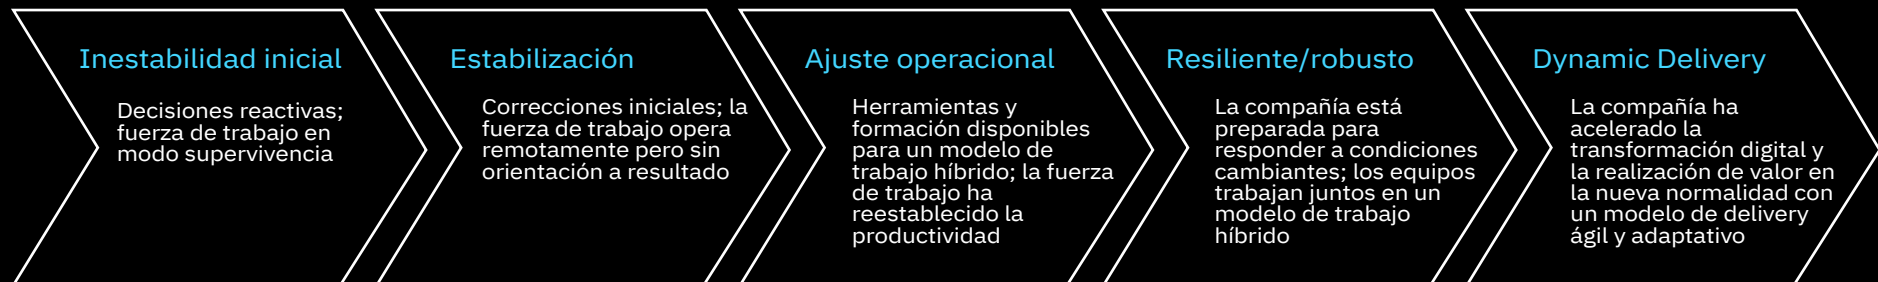 Inestabilidad inicial
Decisiones reactivas;
fuerza de trabajo en
modo supervivencia
Estabilización
Correcciones iniciales; la
fuerza de trabajo opera
remotamente pero sin
orientación a resultado
Ajuste operacional
Herramientas y
formación disponibles
para un modelo de
trabajo híbrido; la fuerza
de trabajo ha
reestablecido la
productividad
Resiliente/robusto
La compañía está
preparada para
responder a condiciones
cambiantes; los equipos
trabajan juntos en un
modelo de trabajo
híbrido
Dynamic Delivery
La compañía ha
acelerado la
transformación digital y
la realización de valor en
la nueva normalidad con
un modelo de delivery
ágil y adaptativo